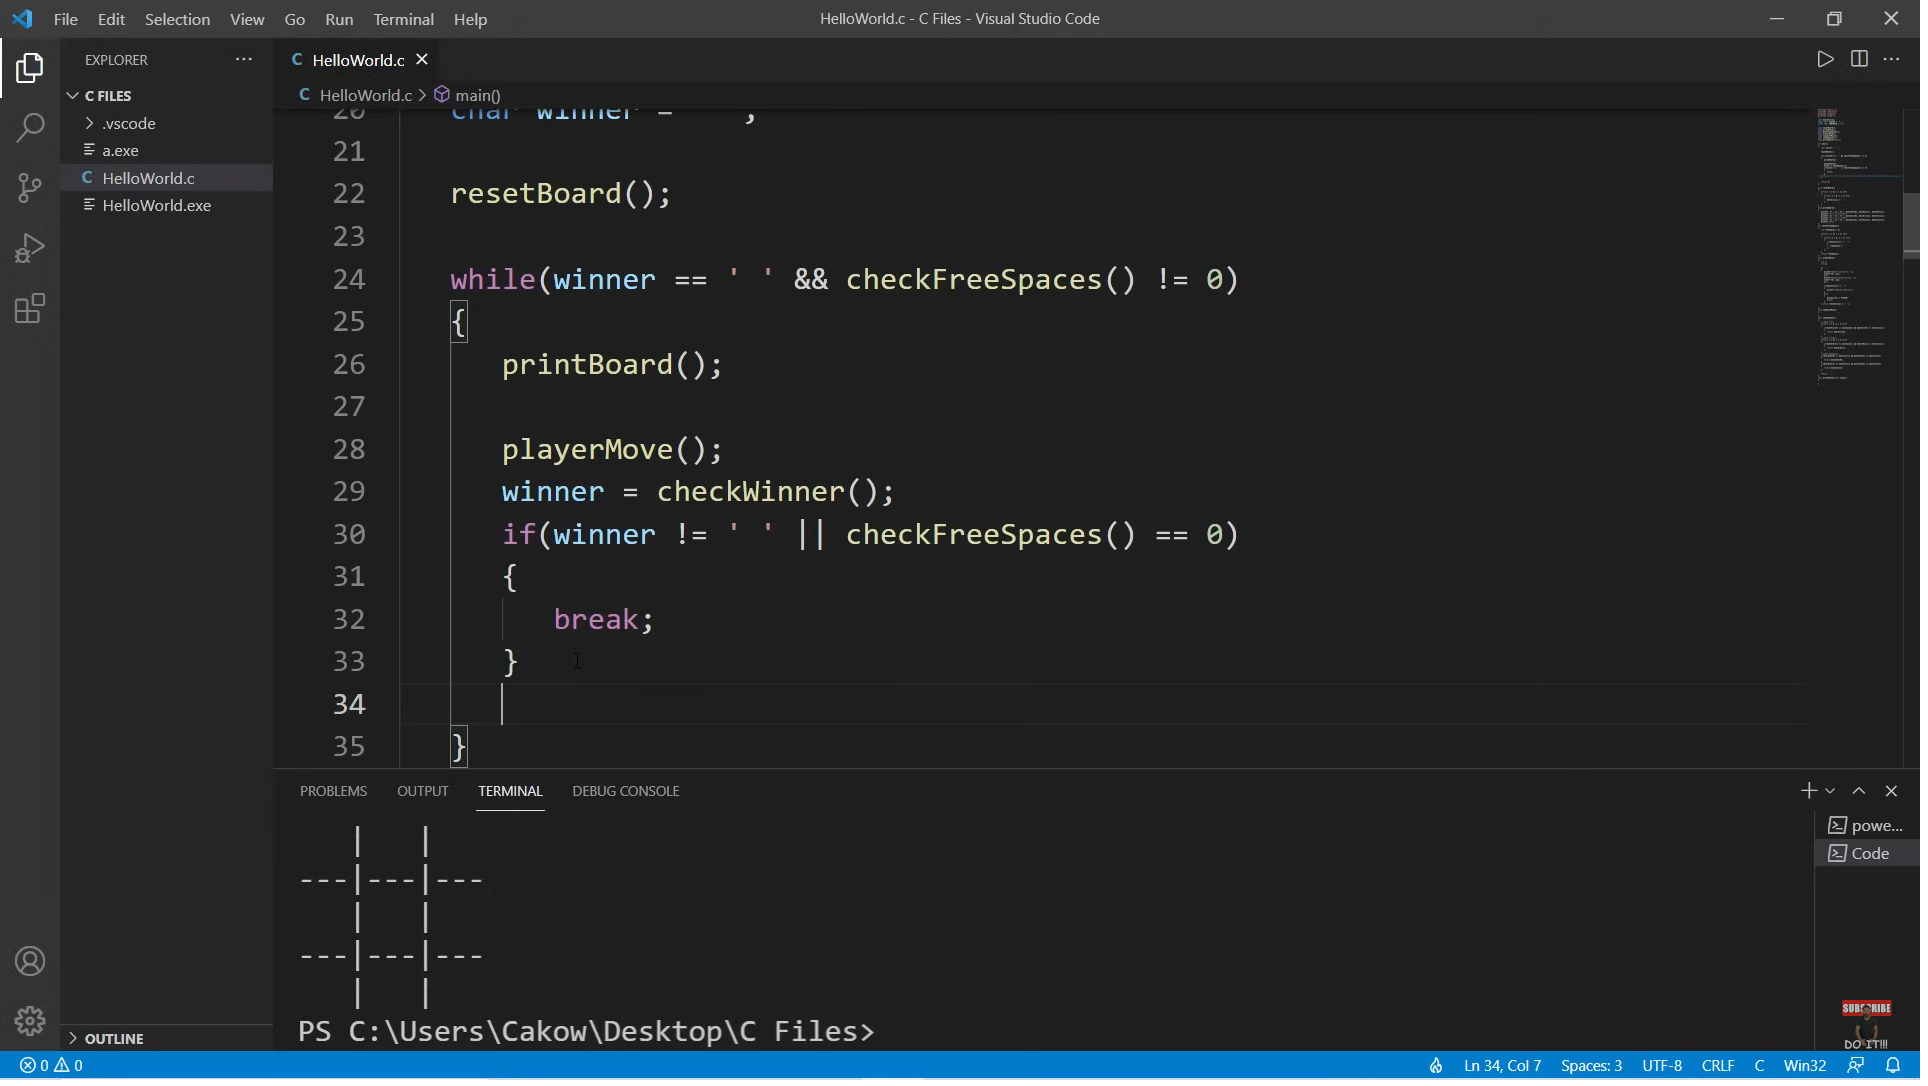 File Edit Selection View Go Run Terminal Help HelloWorld.c - C Files - Visual Studio Code
EXPLORER ···
C FILES
.vscode
a.exe
C HelloWorld.c
HelloWorld.exe
C HelloWorld.c
C HelloWorld.c > main()
20 char winner = ' ';
21
22 resetBoard();
23
24 while(winner == ' ' && checkFreeSpaces() != 0)
25 {
26 printBoard();
27
28 playerMove();
29 winner = checkWinner();
30 if(winner != ' ' || checkFreeSpaces() == 0)
31 {
32 break;
33 }
34
35 }
PROBLEMS OUTPUT TERMINAL DEBUG CONSOLE
powe...
Code
| |
---|---|---
| |
---|---|---
| |
PS C:\Users\Cakow\Desktop\C Files>
SUBSCRIBE
DO IT!!!
OUTLINE
0 0 Ln 34, Col 7 Spaces: 3 UTF-8 CRLF C Win32